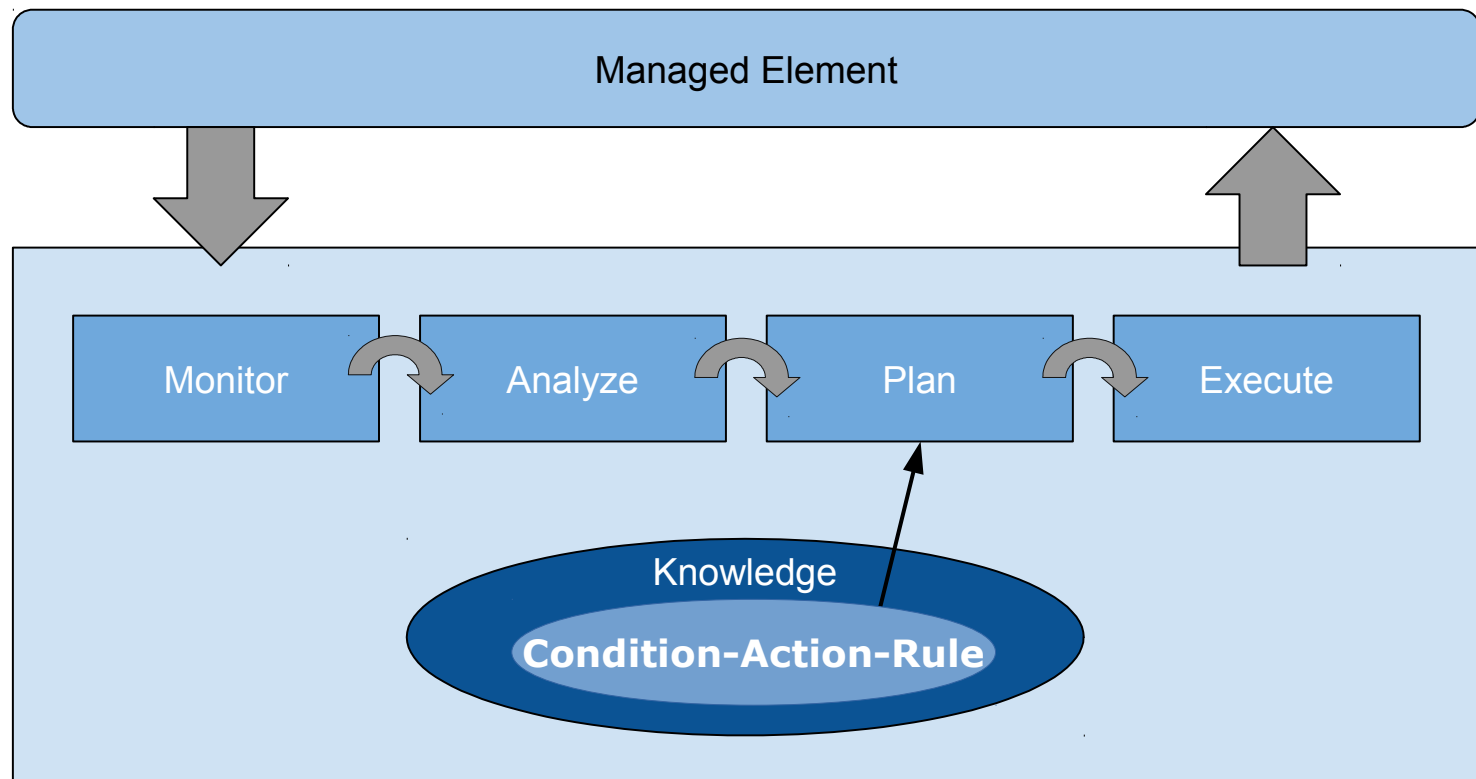 Managed Element
Monitor
Analyze
Plan
Execute
Knowledge
Condition-Action-Rule